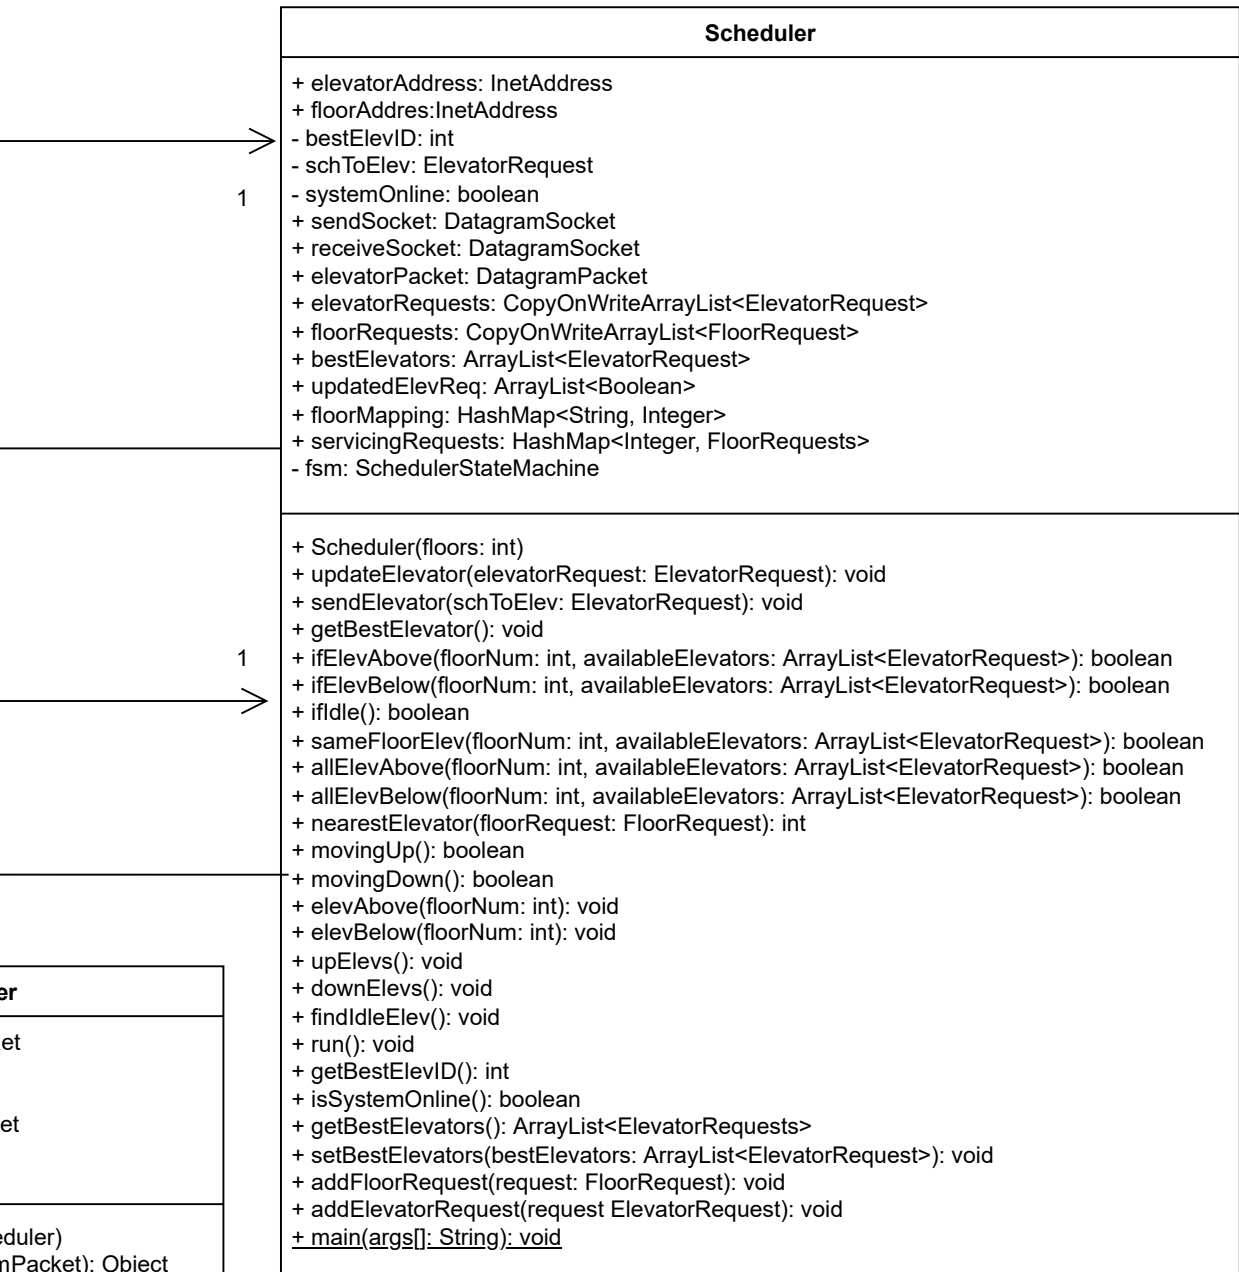 Scheduler
+ elevatorAddress: InetAddress
+ floorAddres:InetAddress
- bestElevID: int
- schToElev: ElevatorRequest
- systemOnline: boolean
+ sendSocket: DatagramSocket
+ receiveSocket: DatagramSocket
+ elevatorPacket: DatagramPacket
+ elevatorRequests: CopyOnWriteArrayList<ElevatorRequest>
+ floorRequests: CopyOnWriteArrayList<FloorRequest>
+ bestElevators: ArrayList<ElevatorRequest>
+ updatedElevReq: ArrayList<Boolean>
+ floorMapping: HashMap<String, Integer>
+ servicingRequests: HashMap<Integer, FloorRequests>
- fsm: SchedulerStateMachine
+ Scheduler(floors: int)
+ updateElevator(elevatorRequest: ElevatorRequest): void
+ sendElevator(schToElev: ElevatorRequest): void
+ getBestElevator(): void
+ ifElevAbove(floorNum: int, availableElevators: ArrayList<ElevatorRequest>): boolean
+ ifElevBelow(floorNum: int, availableElevators: ArrayList<ElevatorRequest>): boolean
+ ifIdle(): boolean
+ sameFloorElev(floorNum: int, availableElevators: ArrayList<ElevatorRequest>): boolean
+ allElevAbove(floorNum: int, availableElevators: ArrayList<ElevatorRequest>): boolean
+ allElevBelow(floorNum: int, availableElevators: ArrayList<ElevatorRequest>): boolean
+ nearestElevator(floorRequest: FloorRequest): int
+ movingUp(): boolean
+ movingDown(): boolean
+ elevAbove(floorNum: int): void
+ elevBelow(floorNum: int): void
+ upElevs(): void
+ downElevs(): void
+ findIdleElev(): void
+ run(): void
+ getBestElevID(): int
+ isSystemOnline(): boolean
+ getBestElevators(): ArrayList<ElevatorRequests>
+ setBestElevators(bestElevators: ArrayList<ElevatorRequest>): void
+ addFloorRequest(request: FloorRequest): void
+ addElevatorRequest(request ElevatorRequest): void
+ main(args[]: String): void
1
1
er
et
et
eduler)
mPacket): Object